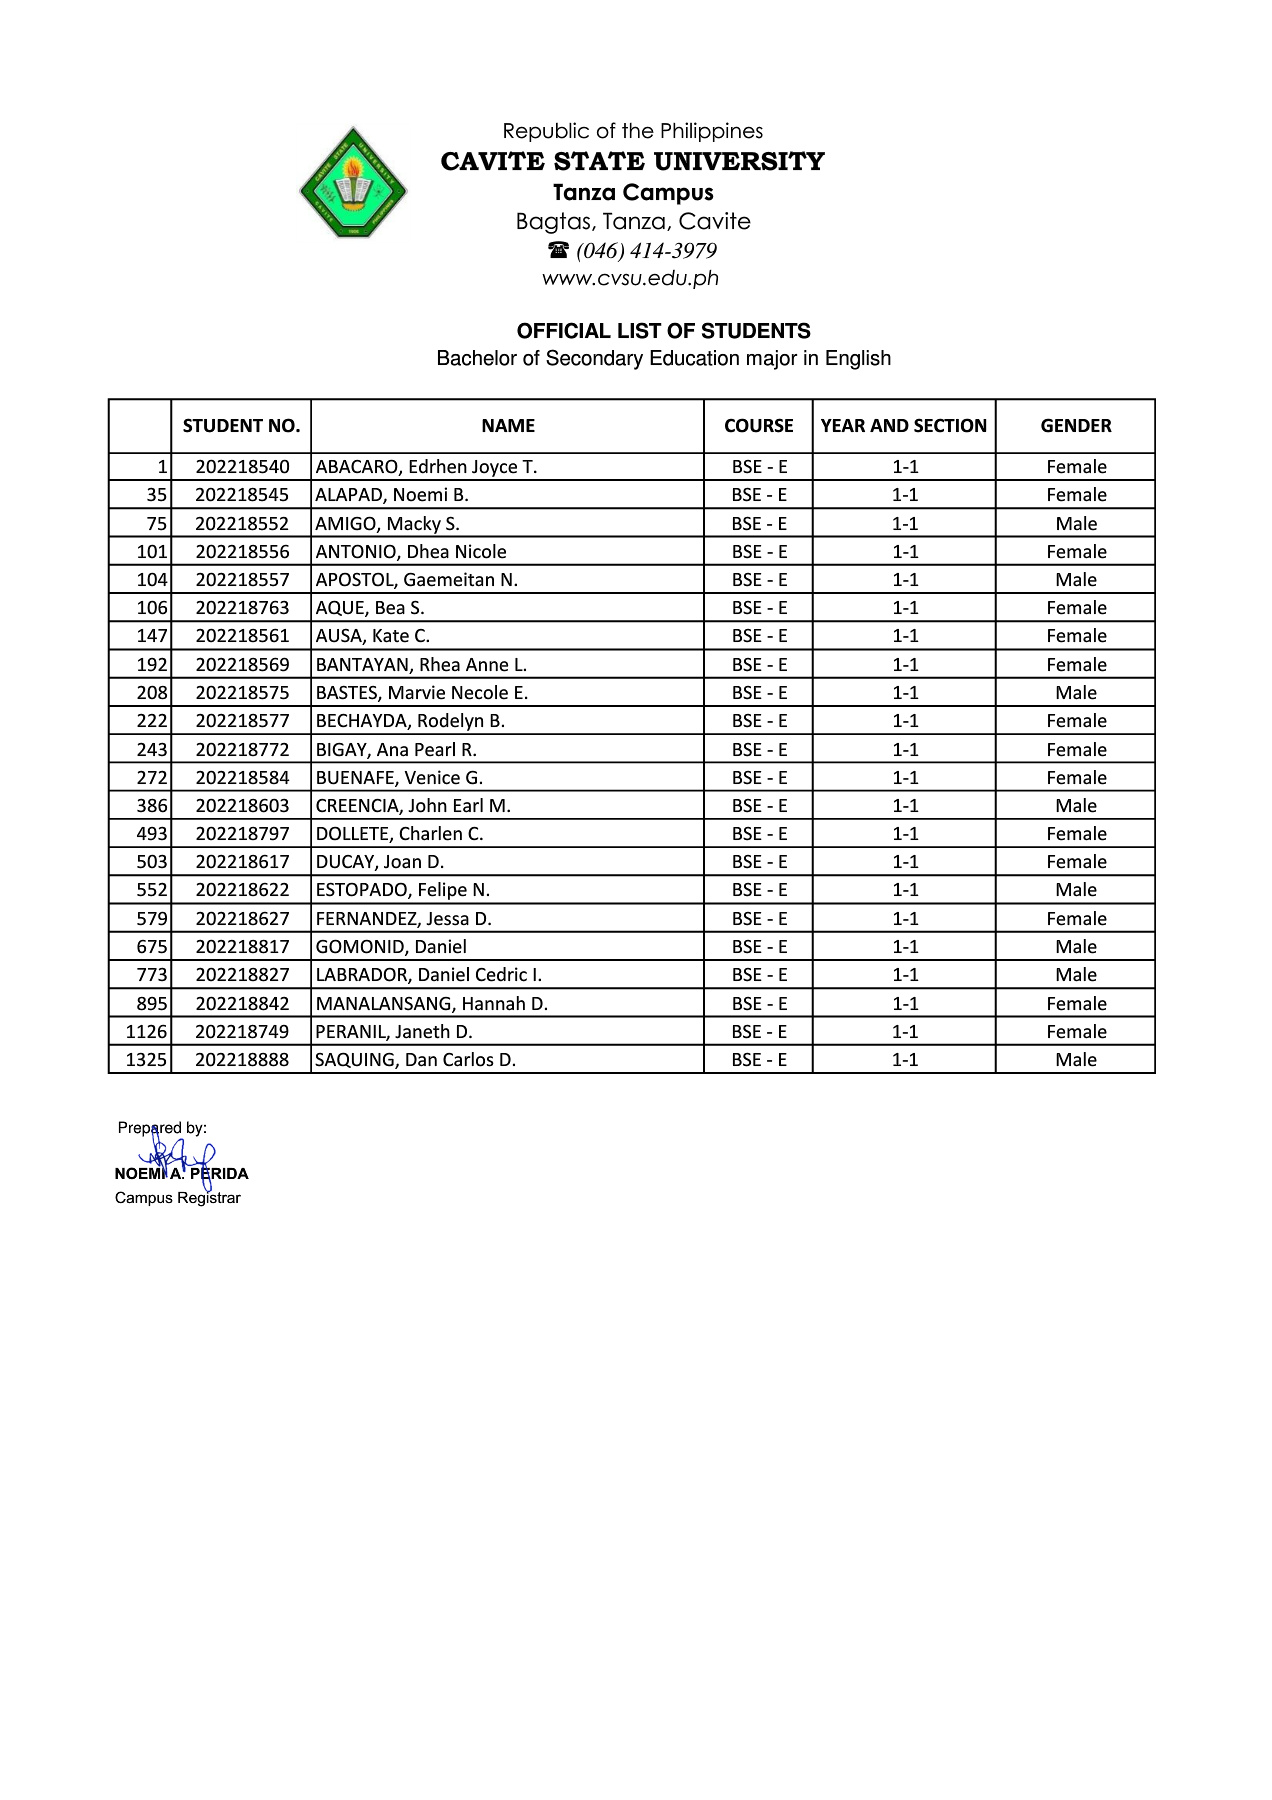 Republic of the Philippines
CAVITE STATE UNIVERSITY
Tanza Campus
Bagtas, Tanza, Cavite
☎ (046) 414-3979
www.cvsu.edu.ph
CAVITE STATE UNIVERSITY
CAVITE PHILIPPINES
OFFICIAL LIST OF STUDENTS
Bachelor of Secondary Education major in English
STUDENT NO. NAME COURSE YEAR AND SECTION GENDER
1 202218540 ABACARO, Edrhen Joyce T. BSE - E 1-1 Female
35 202218545 ALAPAD, Noemi B. BSE - E 1-1 Female
75 202218552 AMIGO, Macky S. BSE - E 1-1 Male
101 202218556 ANTONIO, Dhea Nicole BSE - E 1-1 Female
104 202218557 APOSTOL, Gaemeitan N. BSE - E 1-1 Male
106 202218763 AQUE, Bea S. BSE - E 1-1 Female
147 202218561 AUSA, Kate C. BSE - E 1-1 Female
192 202218569 BANTAYAN, Rhea Anne L. BSE - E 1-1 Female
208 202218575 BASTES, Marvie Necole E. BSE - E 1-1 Male
222 202218577 BECHAYDA, Rodelyn B. BSE - E 1-1 Female
243 202218772 BIGAY, Ana Pearl R. BSE - E 1-1 Female
272 202218584 BUENAFE, Venice G. BSE - E 1-1 Female
386 202218603 CREENCIA, John Earl M. BSE - E 1-1 Male
493 202218797 DOLLETE, Charlen C. BSE - E 1-1 Female
503 202218617 DUCAY, Joan D. BSE - E 1-1 Female
552 202218622 ESTOPADO, Felipe N. BSE - E 1-1 Male
579 202218627 FERNANDEZ, Jessa D. BSE - E 1-1 Female
675 202218817 GOMONID, Daniel BSE - E 1-1 Male
773 202218827 LABRADOR, Daniel Cedric I. BSE - E 1-1 Male
895 202218842 MANALANSANG, Hannah D. BSE - E 1-1 Female
1126 202218749 PERANIL, Janeth D. BSE - E 1-1 Female
1325 202218888 SAQUING, Dan Carlos D. BSE - E 1-1 Male
Prepared by:
NOEMI A. PERIDA
Campus Registrar